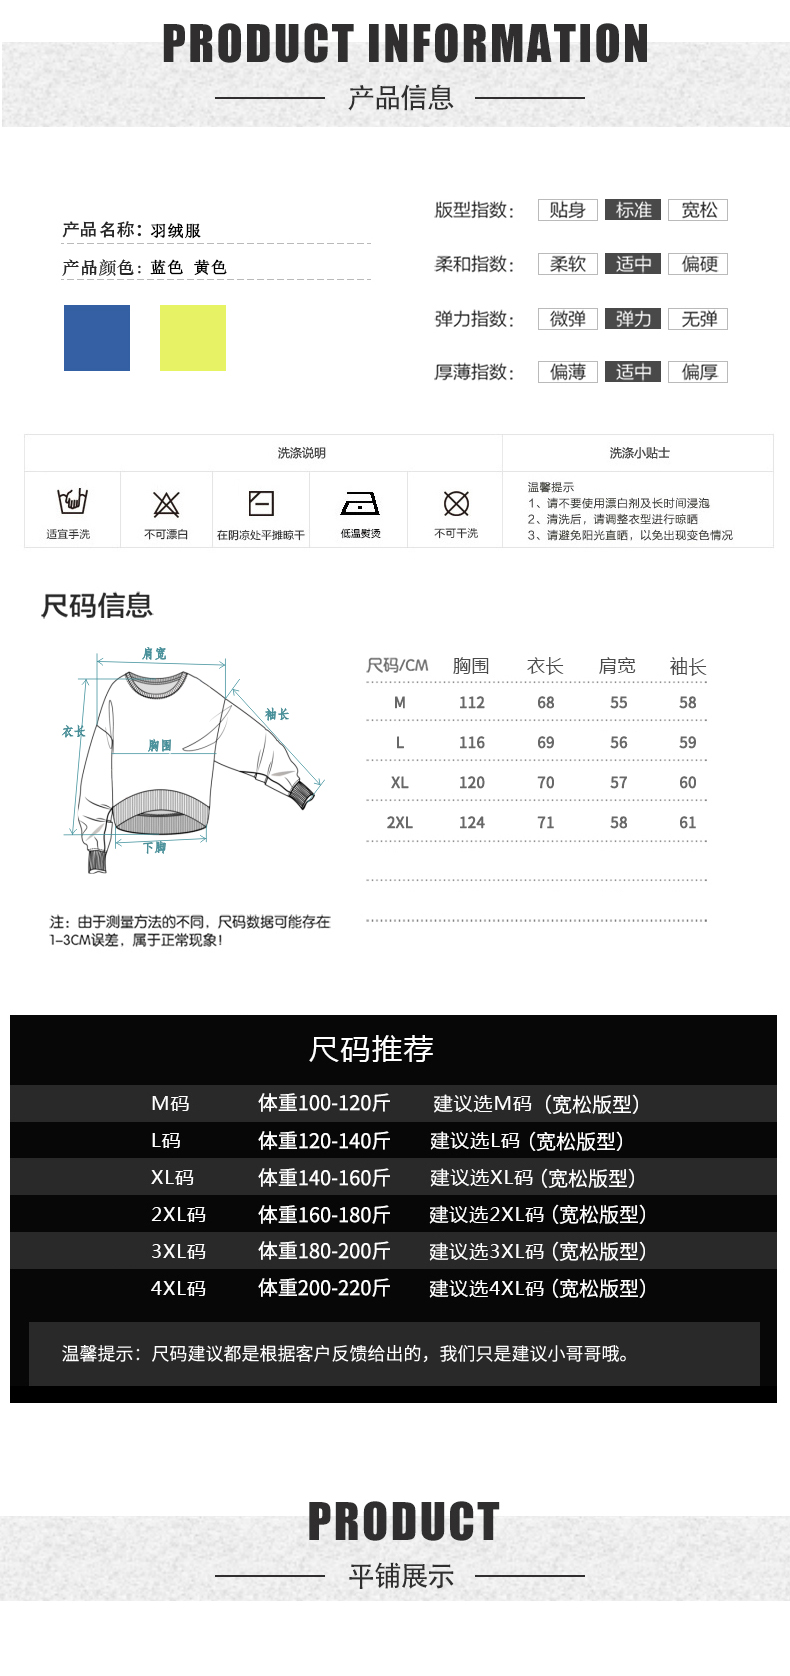 PRODUCT INFORMATION
产品信息
产品名称：羽绒服
产品颜色：蓝色 黄色
版型指数： 贴身 标准 宽松
柔和指数： 柔软 适中 偏硬
弹力指数： 微弹 弹力 无弹
厚薄指数： 偏薄 适中 偏厚
洗涤说明 洗涤小贴士
适宜手洗 不可漂白 在阴凉处平摊晾干 低温熨烫 不可干洗
温馨提示
1、请不要使用漂白剂及长时间浸泡
2、清洗后，请调整衣型进行晾晒
3、请避免阳光直晒，以免出现变色情况
尺码信息
肩宽
袖长
衣长
胸围
下胸
注：由于测量方法的不同，尺码数据可能存在
1-3CM误差，属于正常现象！
尺码/CM 胸围 衣长 肩宽 袖长
M 112 68 55 58
L 116 69 56 59
XL 120 70 57 60
2XL 124 71 58 61
尺码推荐
M码 体重100-120斤 建议选M码（宽松版型）
L码 体重120-140斤 建议选L码（宽松版型）
XL码 体重140-160斤 建议选XL码（宽松版型）
2XL码 体重160-180斤 建议选2XL码（宽松版型）
3XL码 体重180-200斤 建议选3XL码（宽松版型）
4XL码 体重200-220斤 建议选4XL码（宽松版型）
温馨提示：尺码建议都是根据客户反馈给出的，我们只是建议小哥哥哦。
PRODUCT
平铺展示